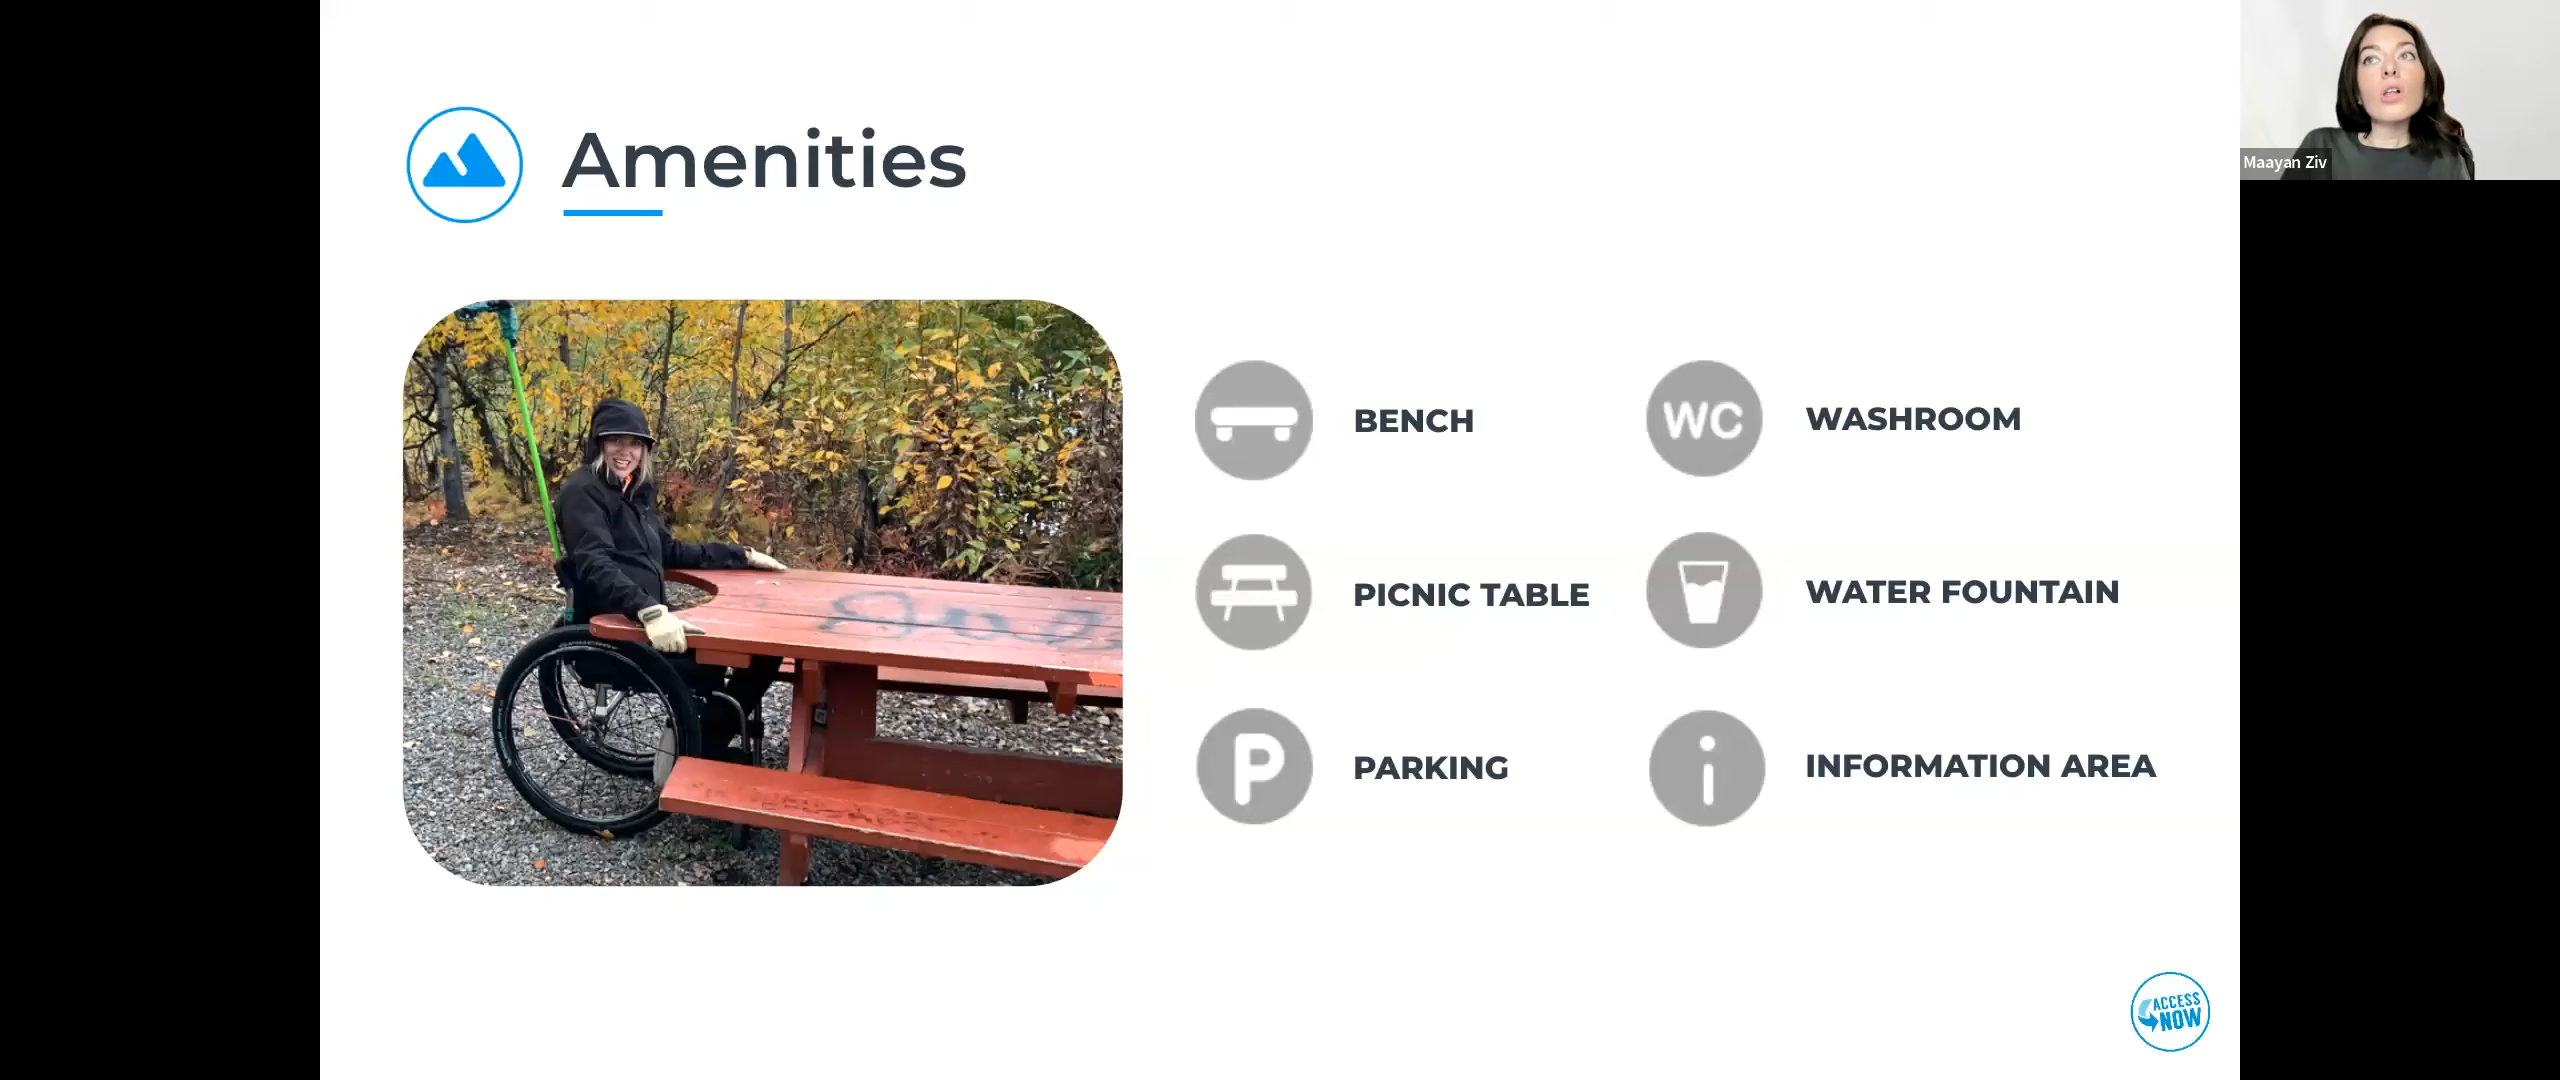 Amenities
Maayan Ziv
BENCH
WC
WASHROOM
PICNIC TABLE
WATER FOUNTAIN
P
PARKING
i
INFORMATION AREA
ACCESS
NOW